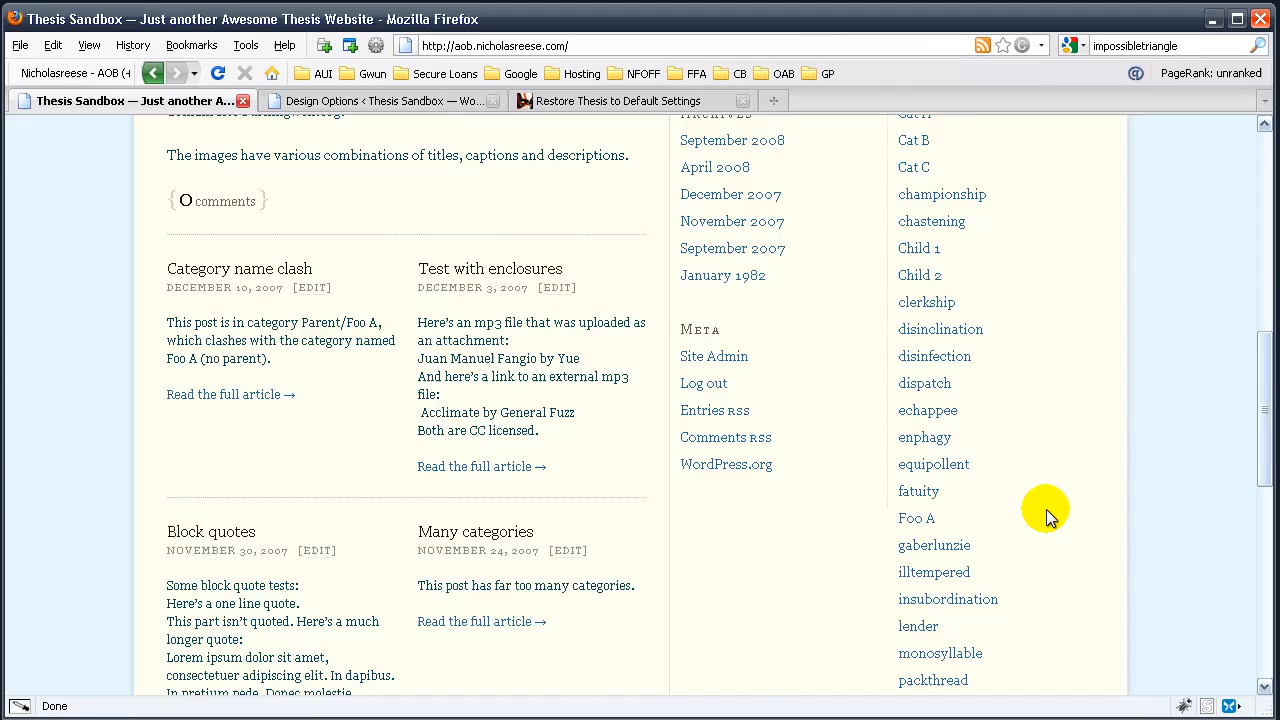 Thesis Sandbox — Just another Awesome Thesis Website - Mozilla Firefox
File Edit View History Bookmarks Tools Help
http://aob.nicholasreese.com/
impossibletriangle
Nicholasreese - AOB (-
AUI Gwun Secure Loans Google Hosting NFOFF FFA CB OAB GP
PageRank: unranked
Thesis Sandbox — Just another A...
Design Options ‹ Thesis Sandbox — Wo...
Restore Thesis to Default Settings
The images have various combinations of titles, captions and descriptions.
{ 0 comments }
Category name clash
DECEMBER 10, 2007 [EDIT]
This post is in category Parent/Foo A,
which clashes with the category named
Foo A (no parent).
Read the full article →
Test with enclosures
DECEMBER 3, 2007 [EDIT]
Here's an mp3 file that was uploaded as
an attachment:
Juan Manuel Fangio by Yue
And here's a link to an external mp3
file:
Acclimate by General Fuzz
Both are CC licensed.
Read the full article →
Block quotes
NOVEMBER 30, 2007 [EDIT]
Some block quote tests:
Here's a one line quote.
This part isn't quoted. Here's a much
longer quote:
Lorem ipsum dolor sit amet,
consectetuer adipiscing elit. In dapibus.
In pretium pede. Donec molestie
Many categories
NOVEMBER 24, 2007 [EDIT]
This post has far too many categories.
Read the full article →
ARCHIVES
September 2008
April 2008
December 2007
November 2007
September 2007
January 1982
META
Site Admin
Log out
Entries RSS
Comments RSS
WordPress.org
Cat A
Cat B
Cat C
championship
chastening
Child 1
Child 2
clerkship
disinclination
disinfection
dispatch
echappee
enphagy
equipollent
fatuity
Foo A
gaberlunzie
illtempered
insubordination
lender
monosyllable
packthread
Done